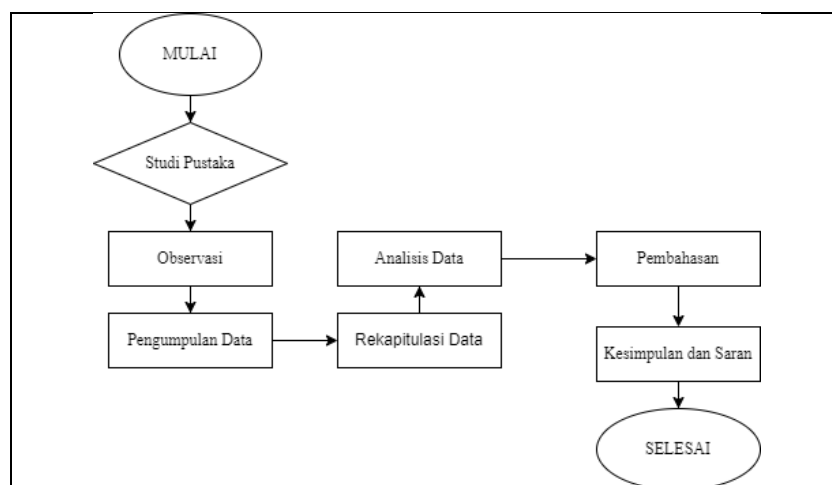 MULAI
Studi Pustaka
Observasi
Pengumpulan Data
Rekapitulasi Data
Analisis Data
Pembahasan
Kesimpulan dan Saran
SELESAI